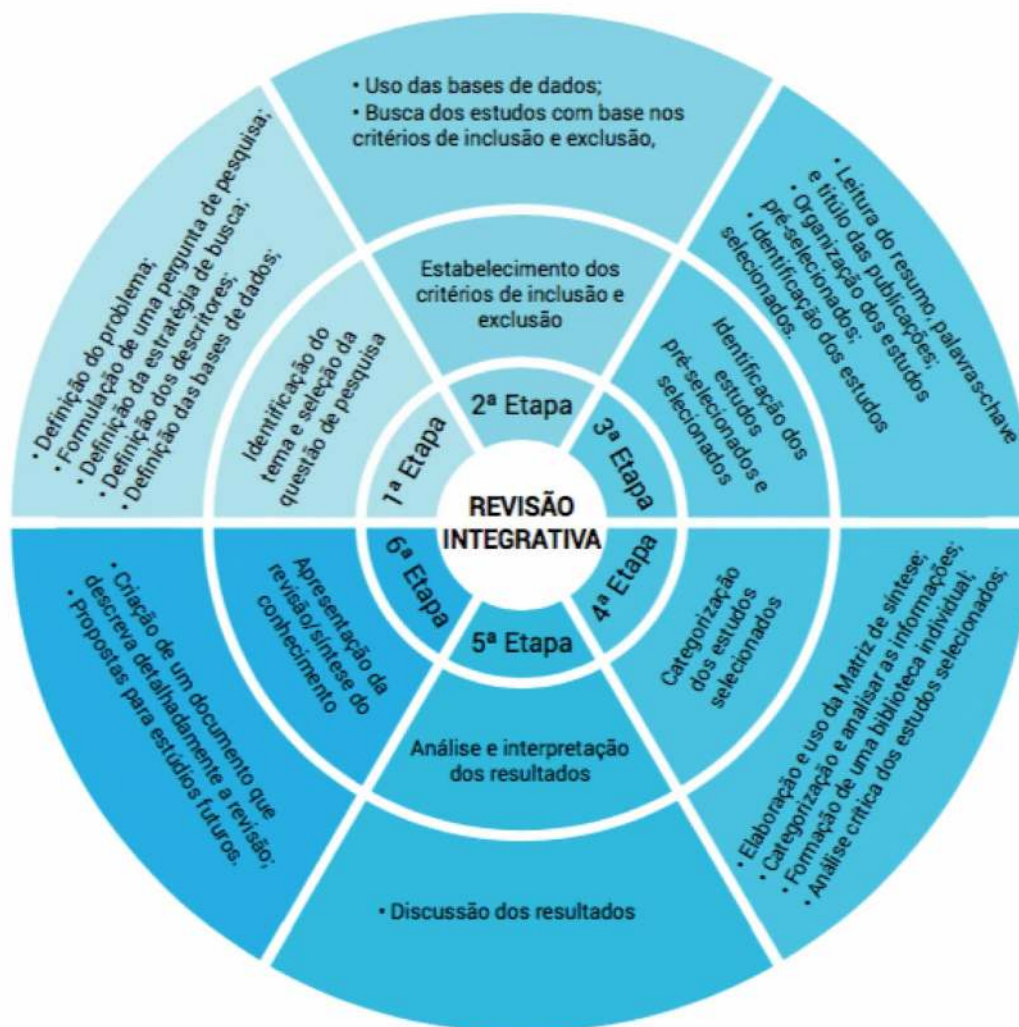 REVISÃO
INTEGRATIVA
1ª Etapa
Identificação do
tema e seleção da
questão de pesquisa
• Definição do problema;
• Formulação de uma pergunta de pesquisa;
• Definição da estratégia de busca;
• Definição dos descritores;
• Definição das bases de dados;
2ª Etapa
Estabelecimento dos
critérios de inclusão e
exclusão
• Uso das bases de dados;
• Busca dos estudos com base nos
critérios de inclusão e exclusão,
3ª Etapa
Identificação dos
estudos
pré-selecionados e
selecionados
• Leitura do resumo, palavras-chave
e titúlo das publicações;
• Organização dos estudos
pré-selecionados;
• Identificação dos estudos
selecionados.
4ª Etapa
Categorização
dos estudos
selecionados
• Elaboração e uso da Matriz de síntese;
• Categorização e analisar as informações;
• Formação de uma biblioteca individual;
• Análise crítica dos estudos selecionados;
5ª Etapa
Análise e interpretação
dos resultados
• Discussão dos resultados
6ª Etapa
Apresentação da
revisão/síntese do
conhecimento
• Criação de um documento que
descreva detalhadamente a revisão;
• Propostas para estúdios futuros.